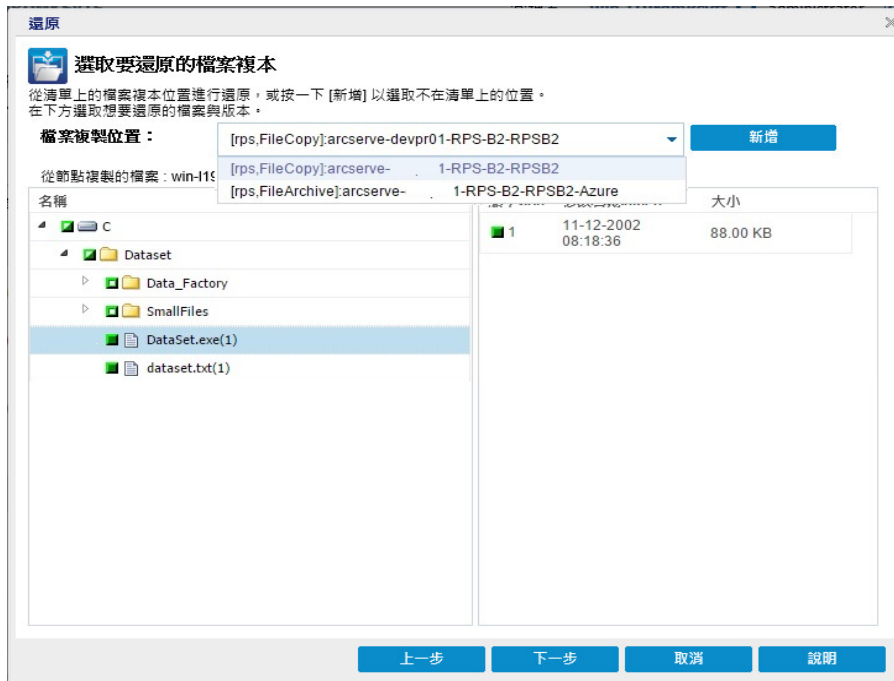 還原
選取要還原的檔案複本
從清單上的檔案複本位置進行還原，或按一下 [新增] 以選取不在清單上的位置。
在下方選取想要還原的檔案與版本。
檔案複製位置：
[rps,FileCopy]:arcserve-devpr01-RPS-B2-RPSB2
新增
[rps,FileCopy]:arcserve- . 1-RPS-B2-RPSB2
[rps,FileArchive]:arcserve- . 1-RPS-B2-RPSB2-Azure
從節點複製的檔案 : win-l19
名稱
大小
C
1
11-12-2002
08:18:36
88.00 KB
Dataset
Data_Factory
SmallFiles
DataSet.exe(1)
dataset.txt(1)
上一步
下一步
取消
說明